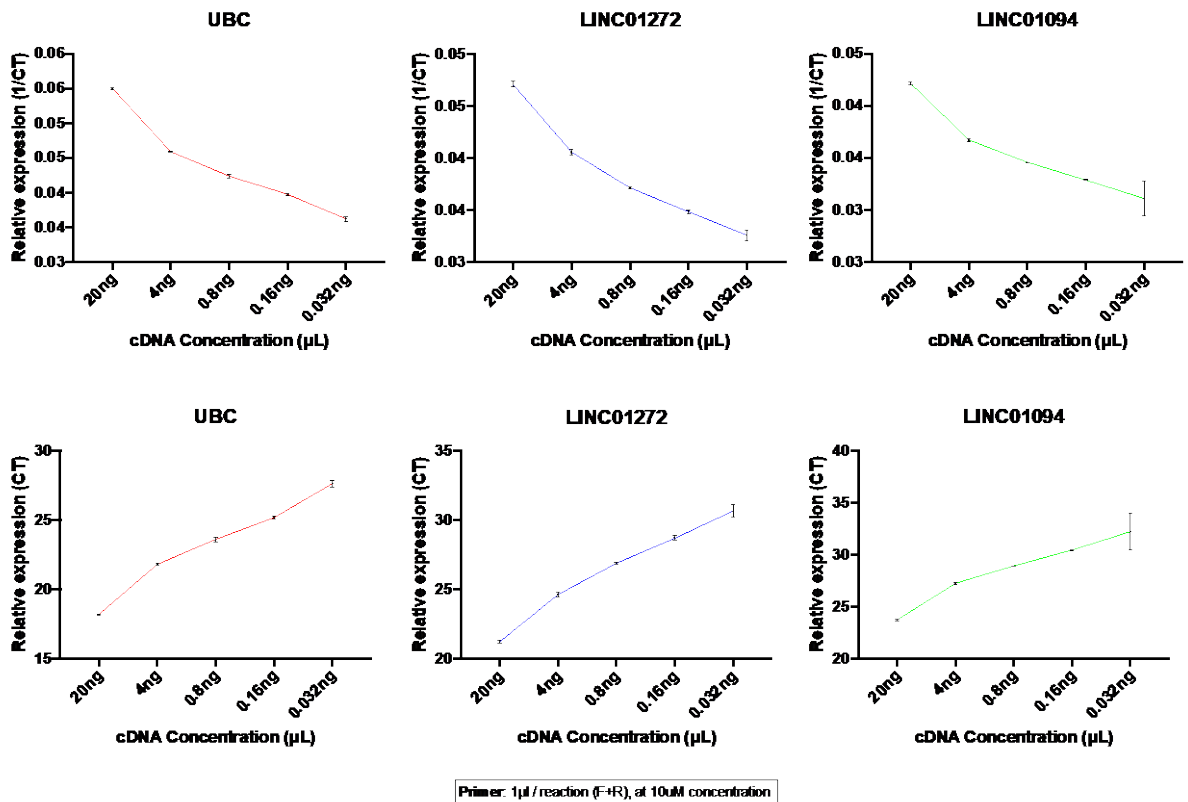 UBC
Relative expression (1/CT)
0.06
0.06
0.05
0.05
0.04
0.04
0.03
20ng
4ng
0.8ng
0.16ng
0.032ng
cDNA Concentration (µL)
LINC01272
Relative expression (1/CT)
0.05
0.05
0.04
0.04
0.03
20ng
4ng
0.8ng
0.16ng
0.032ng
cDNA Concentration (µL)
LINC01094
Relative expression (1/CT)
0.05
0.04
0.04
0.03
0.03
20ng
4ng
0.8ng
0.16ng
0.032ng
cDNA Concentration (µL)
UBC
Relative expression (CT)
30
25
20
15
20ng
4ng
0.8ng
0.16ng
0.032ng
cDNA Concentration (µL)
LINC01272
Relative expression (CT)
35
30
25
20
20ng
4ng
0.8ng
0.16ng
0.032ng
cDNA Concentration (µL)
LINC01094
Relative expression (CT)
40
35
30
25
20
20ng
4ng
0.8ng
0.16ng
0.032ng
cDNA Concentration (µL)
Primer: 1µl / reaction (F+R), at 10uM concentration